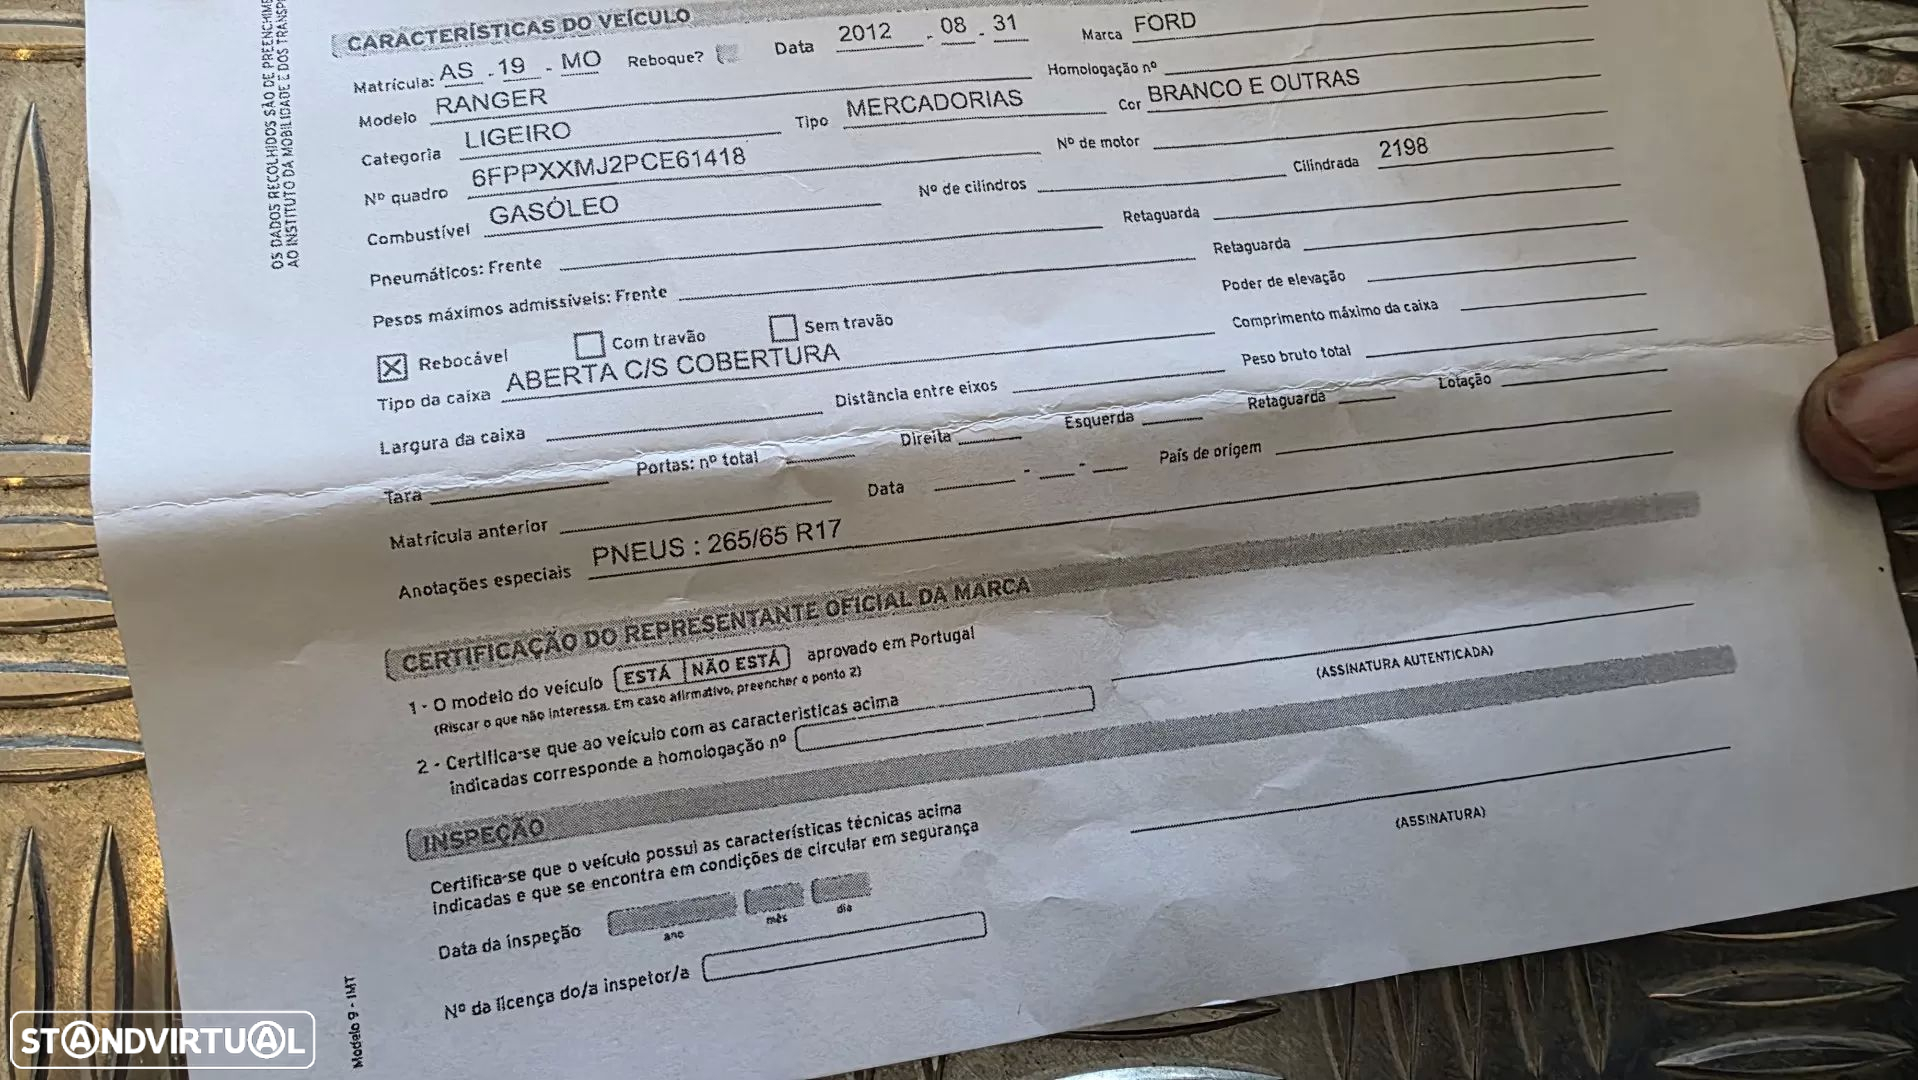 OS DADOS RECOLHIDOS SÃO DE
AO INSTITUTO DA MOBILIDADE E DOS
CARACTERÍSTICAS DO VEÍCULO
Matrícula: AS - 19 - MO Reboque? Data 2012 - 08 - 31 Marca FORD
Modelo RANGER Homologação nº
Categoria LIGEIRO Tipo MERCADORIAS Cor BRANCO E OUTRAS
Nº quadro 6FPPXXMJ2PCE61418 Nº de motor
Combustível GASÓLEO Nº de cilindros Cilindrada 2198
Pneumáticos: Frente Retaguarda
Pesos máximos admissíveis: Frente Retaguarda
☒ Rebocável ☐ Com travão ☐ Sem travão Poder de elevação
Tipo da caixa ABERTA C/S COBERTURA Comprimento máximo da caixa
Largura da caixa Distância entre eixos Peso bruto total
Tara Portas: nº total Direita Esquerda Retaguarda Lotação
Matrícula anterior Data - - País de origem
Anotações especiais PNEUS : 265/65 R17
CERTIFICAÇÃO DO REPRESENTANTE OFICIAL DA MARCA
1 - O modelo do veículo ESTÁ NÃO ESTÁ aprovado em Portugal
(Riscar o que não interessa. Em caso afirmativo, preencher o ponto 2)
(ASSINATURA AUTENTICADA)
2 - Certifica-se que ao veículo com as características acima
indicadas corresponde a homologação nº
INSPEÇÃO
Certifica-se que o veículo possui as características técnicas acima
indicadas e que se encontra em condições de circular em segurança
(ASSINATURA)
Data da inspeção
ano mês dia
Nº da licença do/a inspetor/a
Modelo 9 - IMT
STANDVIRTUAL